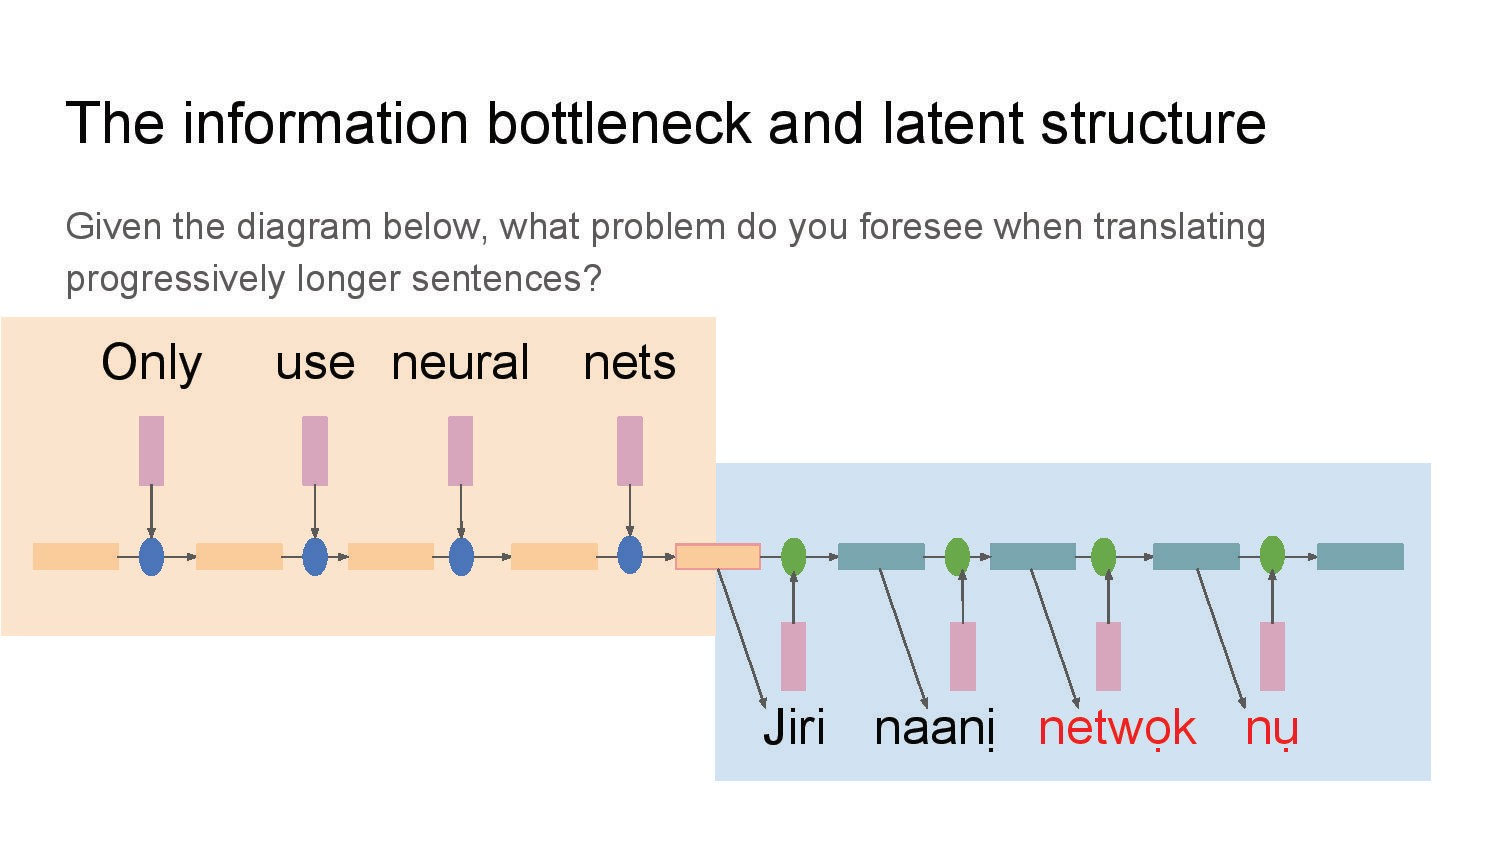 The information bottleneck and latent structure
Given the diagram below, what problem do you foresee when translating
progressively longer sentences?
Only use neural nets
Jiri naanị netwọk nụ